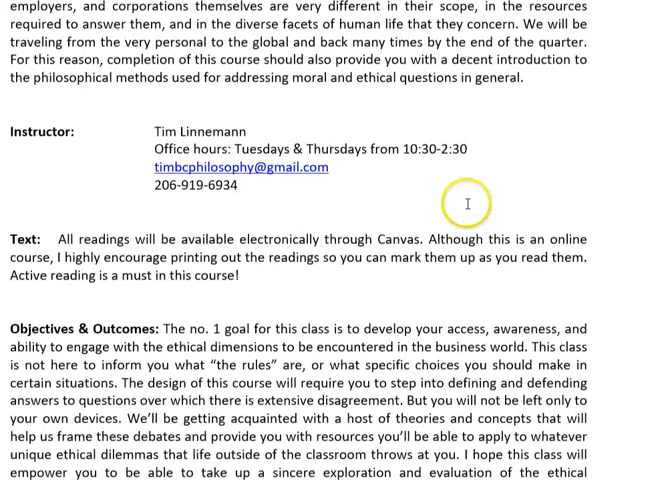 employers, and corporations themselves are very different in their scope, in the resources
required to answer them, and in the diverse facets of human life that they concern. We will be
traveling from the very personal to the global and back many times by the end of the quarter.
For this reason, completion of this course should also provide you with a decent introduction to
the philosophical methods used for addressing moral and ethical questions in general.
Instructor: Tim Linnemann
Office hours: Tuesdays & Thursdays from 10:30-2:30
timbcphilosophy@gmail.com
206-919-6934
Text: All readings will be available electronically through Canvas. Although this is an online
course, I highly encourage printing out the readings so you can mark them up as you read them.
Active reading is a must in this course!
Objectives & Outcomes: The no. 1 goal for this class is to develop your access, awareness, and
ability to engage with the ethical dimensions to be encountered in the business world. This class
is not here to inform you what “the rules” are, or what specific choices you should make in
certain situations. The design of this course will require you to step into defining and defending
answers to questions over which there is extensive disagreement. But you will not be left only to
your own devices. We’ll be getting acquainted with a host of theories and concepts that will
help us frame these debates and provide you with resources you’ll be able to apply to whatever
unique ethical dilemmas that life outside of the classroom throws at you. I hope this class will
empower you to be able to take up a sincere exploration and evaluation of the ethical